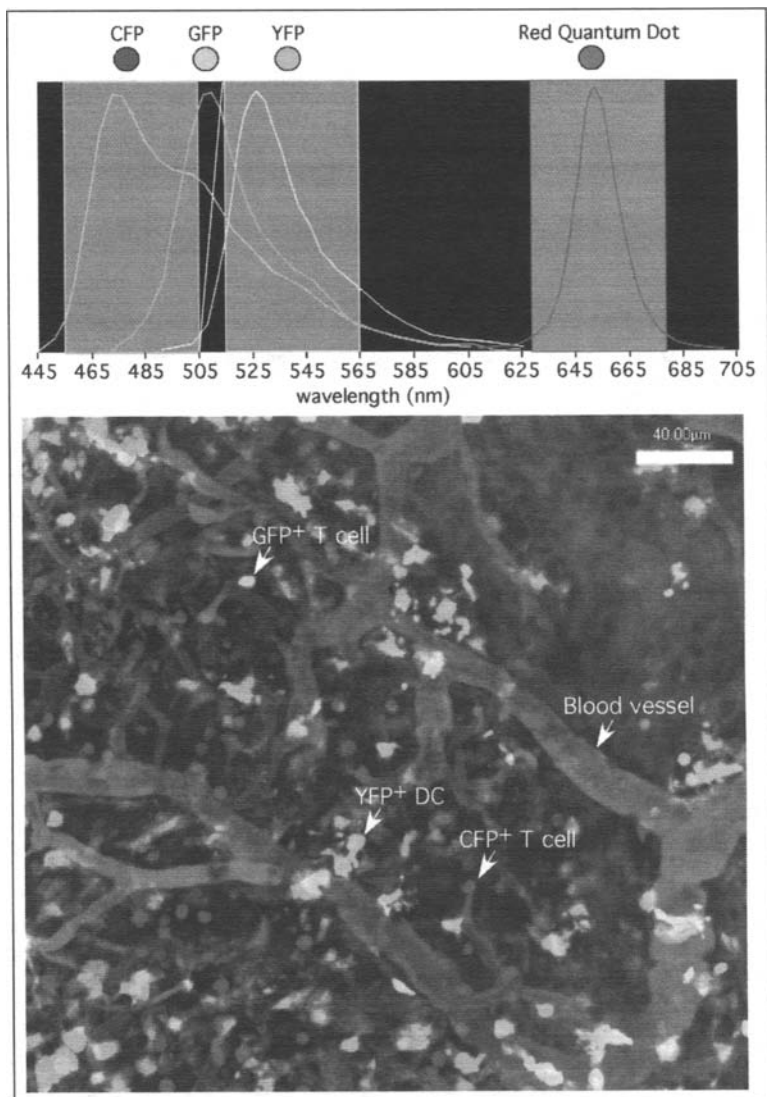 CFP GFP YFP Red Quantum Dot
445 465 485 505 525 545 565 585 605 625 645 665 685 705
wavelength (nm)
40.00µm
GFP+ T cell
Blood vessel
YFP+ DC
CFP+ T cell